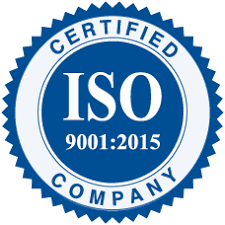 CERTIFIED
ISO
9001:2015
COMPANY